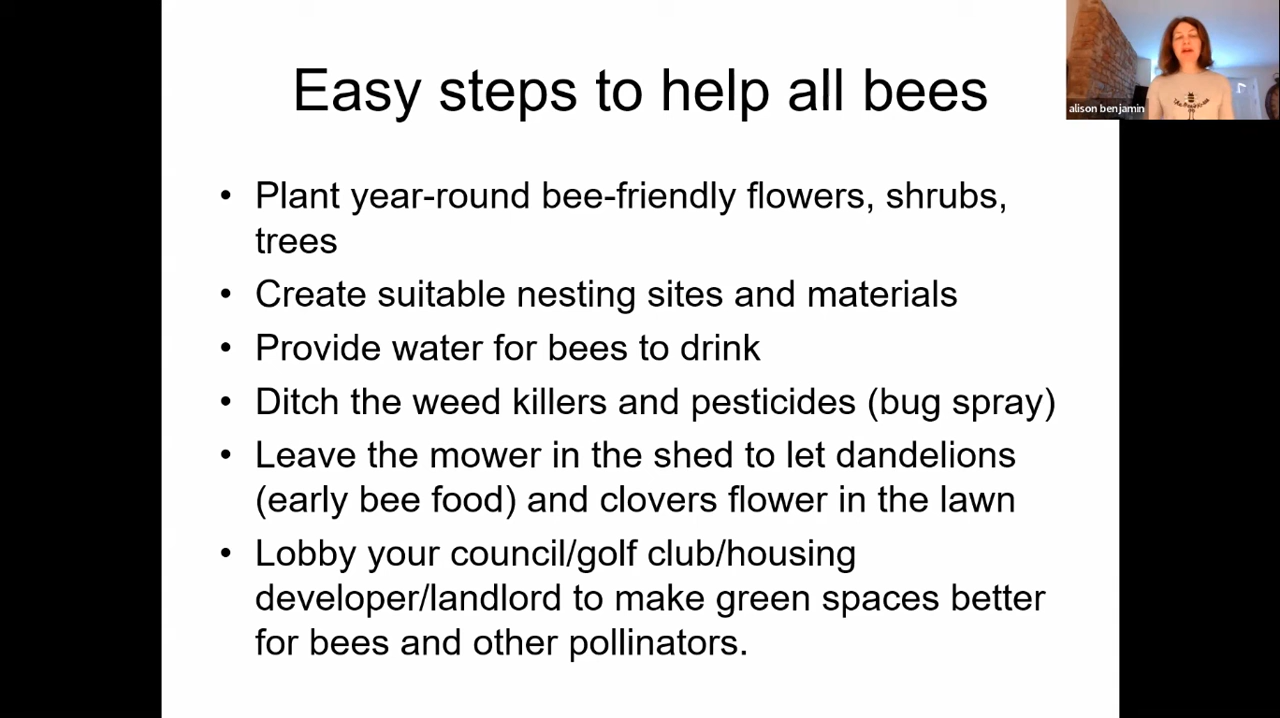 Easy steps to help all bees
alison benjamin
• Plant year-round bee-friendly flowers, shrubs,
trees
• Create suitable nesting sites and materials
• Provide water for bees to drink
• Ditch the weed killers and pesticides (bug spray)
• Leave the mower in the shed to let dandelions
(early bee food) and clovers flower in the lawn
• Lobby your council/golf club/housing
developer/landlord to make green spaces better
for bees and other pollinators.